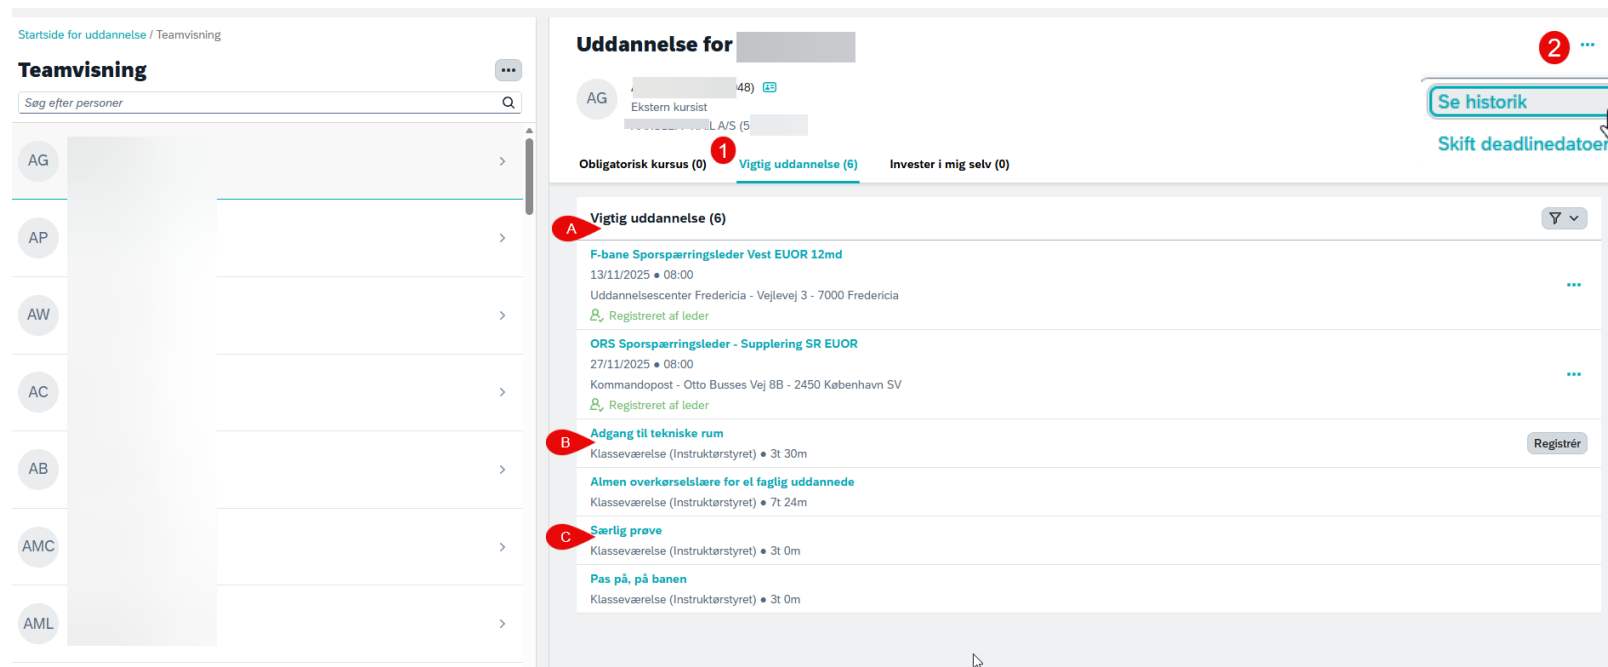 Startside for uddannelse / Teamvisning
Teamvisning
Søg efter personer
AG
AP
AW
AC
AB
AMC
AML
Uddannelse for
2
Se historik
Skift deadlinedatoer
AG
48)
Ekstern kursist
L A/S (5
1
Obligatorisk kursus (0)
Vigtig uddannelse (6)
Invester i mig selv (0)
A
Vigtig uddannelse (6)
F-bane Sporspærringsleder Vest EUOR 12md
13/11/2025 • 08:00
Uddannelsescenter Fredericia - Vejlevej 3 - 7000 Fredericia
Registreret af leder
ORS Sporspærringsleder - Supplering SR EUOR
27/11/2025 • 08:00
Kommandopost - Otto Busses Vej 8B - 2450 København SV
Registreret af leder
B
Adgang til tekniske rum
Klasseværelse (Instruktørstyret) • 3t 30m
Registrér
Almen overkørselslære for el faglig uddannede
Klasseværelse (Instruktørstyret) • 7t 24m
C
Særlig prøve
Klasseværelse (Instruktørstyret) • 3t 0m
Pas på, på banen
Klasseværelse (Instruktørstyret) • 3t 0m